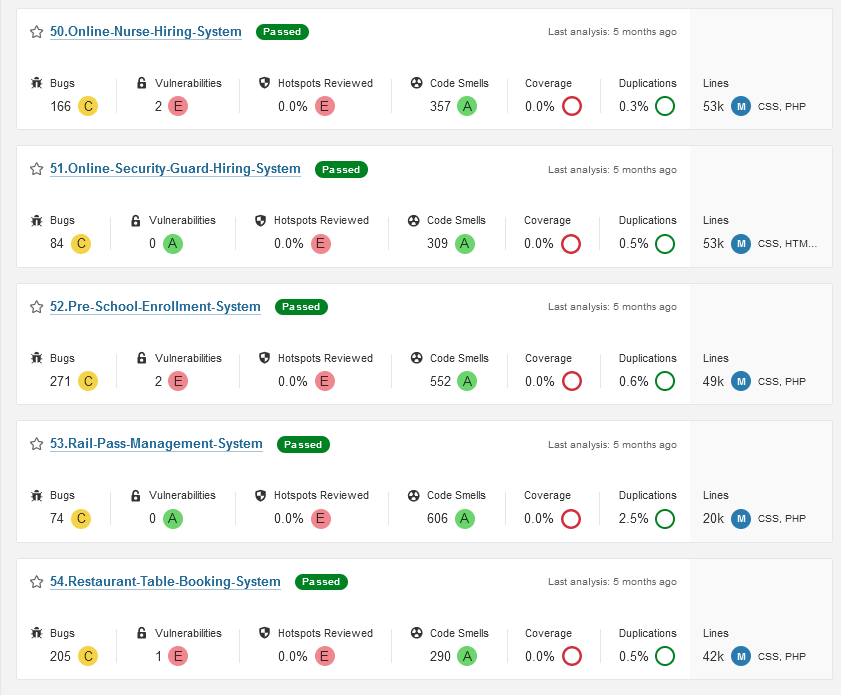 50.Online-Nurse-Hiring-System Passed Last analysis: 5 months ago
Bugs Vulnerabilities Hotspots Reviewed Code Smells Coverage Duplications Lines
166 C 2 E 0.0% E 357 A 0.0% 0.3% 53k M CSS, PHP
51.Online-Security-Guard-Hiring-System Passed Last analysis: 5 months ago
Bugs Vulnerabilities Hotspots Reviewed Code Smells Coverage Duplications Lines
84 C 0 A 0.0% E 309 A 0.0% 0.5% 53k M CSS, HTM...
52.Pre-School-Enrollment-System Passed Last analysis: 5 months ago
Bugs Vulnerabilities Hotspots Reviewed Code Smells Coverage Duplications Lines
271 C 2 E 0.0% E 552 A 0.0% 0.6% 49k M CSS, PHP
53.Rail-Pass-Management-System Passed Last analysis: 5 months ago
Bugs Vulnerabilities Hotspots Reviewed Code Smells Coverage Duplications Lines
74 C 0 A 0.0% E 606 A 0.0% 2.5% 20k M CSS, PHP
54.Restaurant-Table-Booking-System Passed Last analysis: 5 months ago
Bugs Vulnerabilities Hotspots Reviewed Code Smells Coverage Duplications Lines
205 C 1 E 0.0% E 290 A 0.0% 0.5% 42k M CSS, PHP